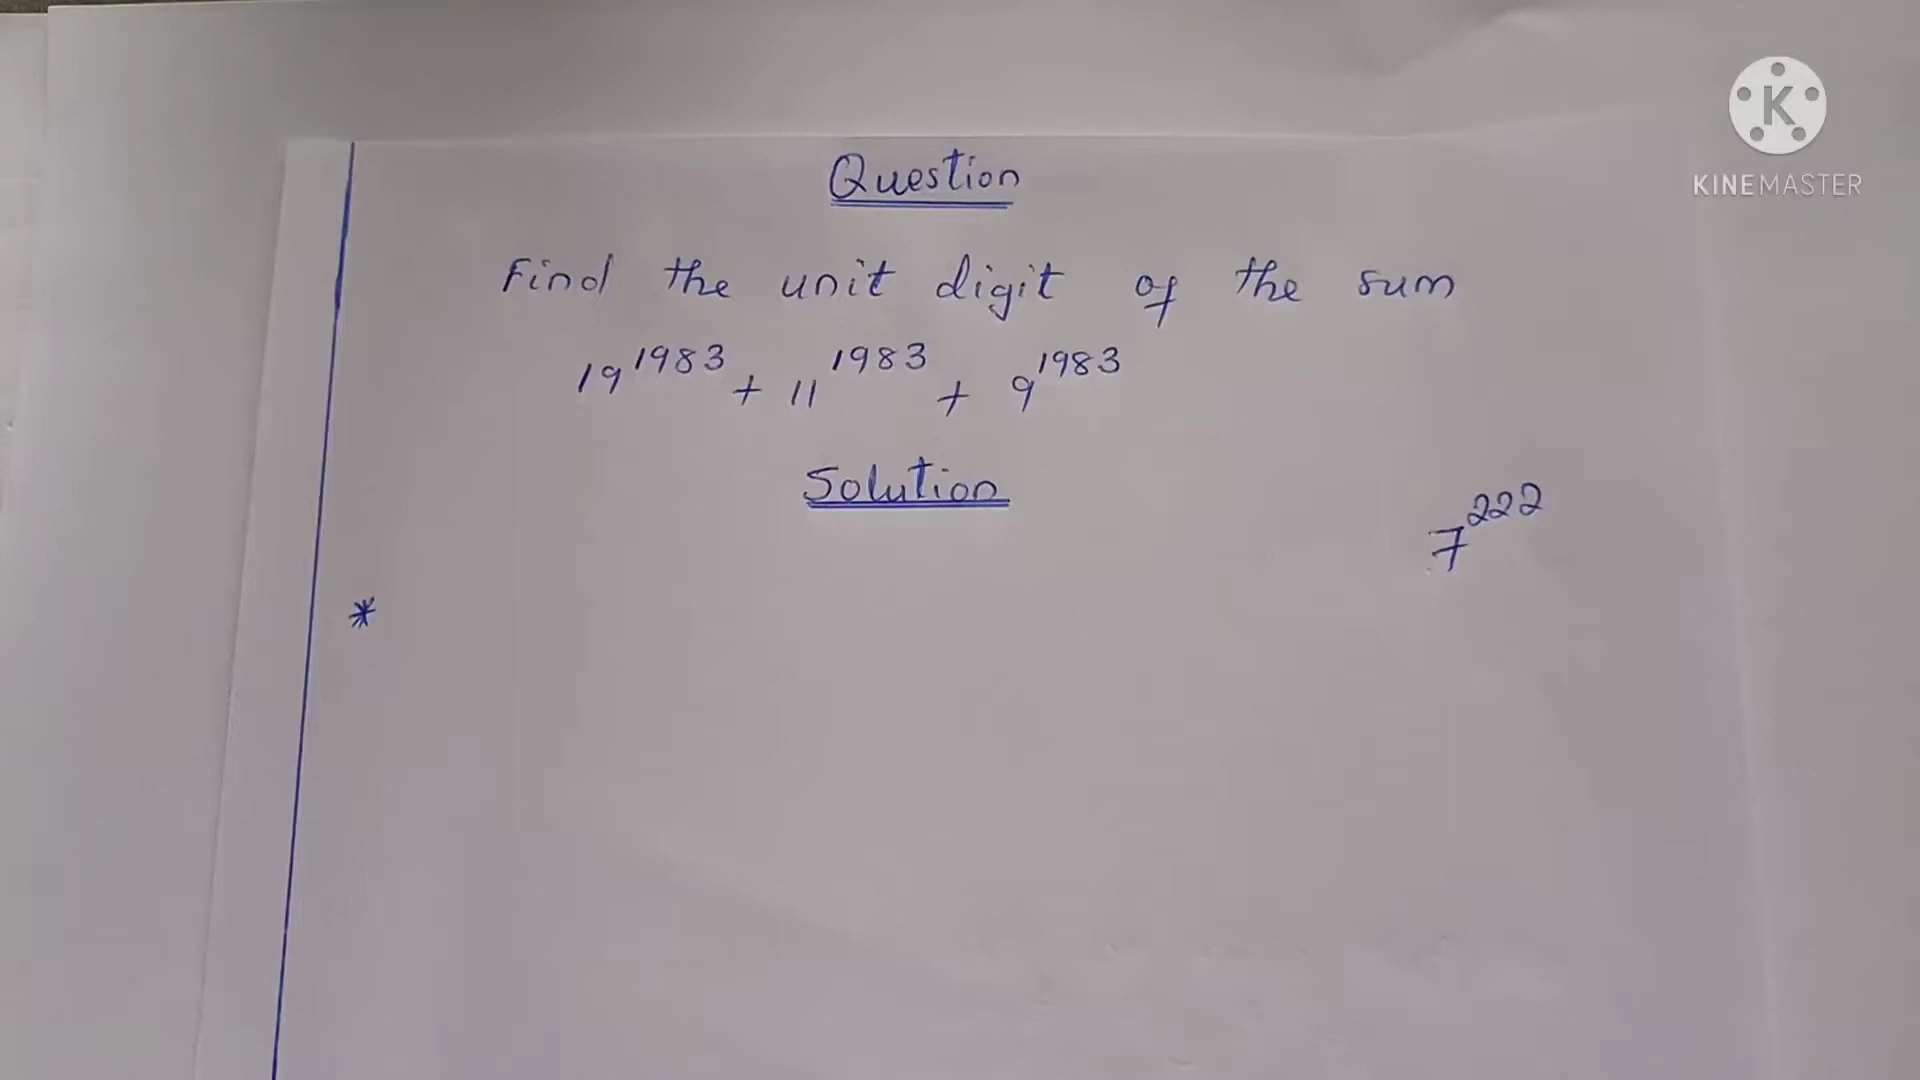 Question
Find the unit digit of the sum
19^1983 + 11^1983 + 9^1983
Solution
7^222
*
K
KINEMASTER